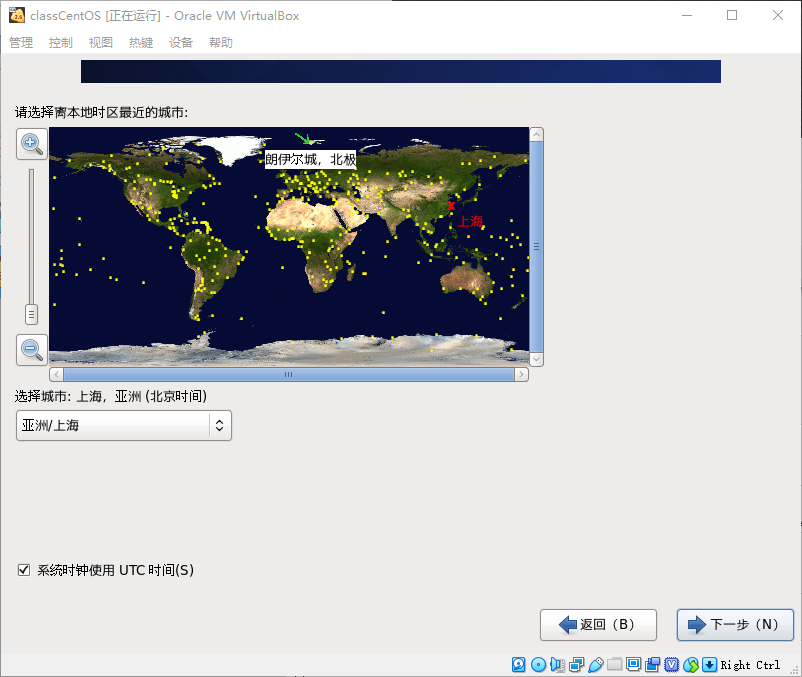 classCentOS [正在运行] - Oracle VM VirtualBox
管理 控制 视图 热键 设备 帮助
请选择离本地时区最近的城市:
朗伊尔城，北极
上海
选择城市: 上海，亚洲 (北京时间)
亚洲/上海
系统时钟使用 UTC 时间(S)
返回（B） 下一步（N）
Right Ctrl